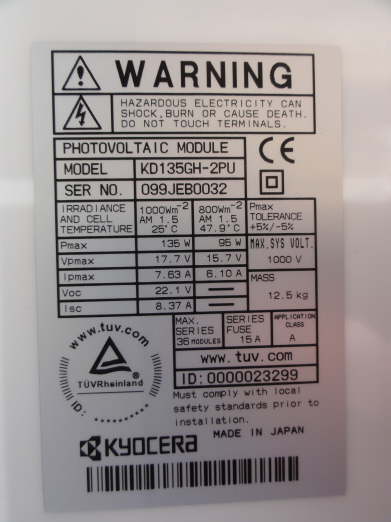 WARNING
HAZARDOUS ELECTRICITY CAN
SHOCK, BURN OR CAUSE DEATH.
DO NOT TOUCH TERMINALS.
PHOTOVOLTAIC MODULE
CE
MODEL KD135GH-2PU
SER NO. 099JEB0032
IRRADIANCE AND CELL TEMPERATURE 1000Wm-2 AM 1.5 25°C 800Wm-2 AM 1.5 47.9°C Pmax TOLERANCE +5%/-5%
Pmax 135 W 95 W MAX.SYS VOLT.
Vpmax 17.7 V 15.7 V 1000 V
Ipmax 7.63 A 6.10 A MASS
Voc 22.1 V —
12.5 kg
Isc 8.37 A —
MAX. SERIES 36 MODULES SERIES FUSE 15 A APPLICATION CLASS A
www.tuv.com
TÜVRheinland
ID:
www.tuv.com
ID: 0000023299
Must comply with local
safety standards prior to
installation.
MADE IN JAPAN
KYOCERA